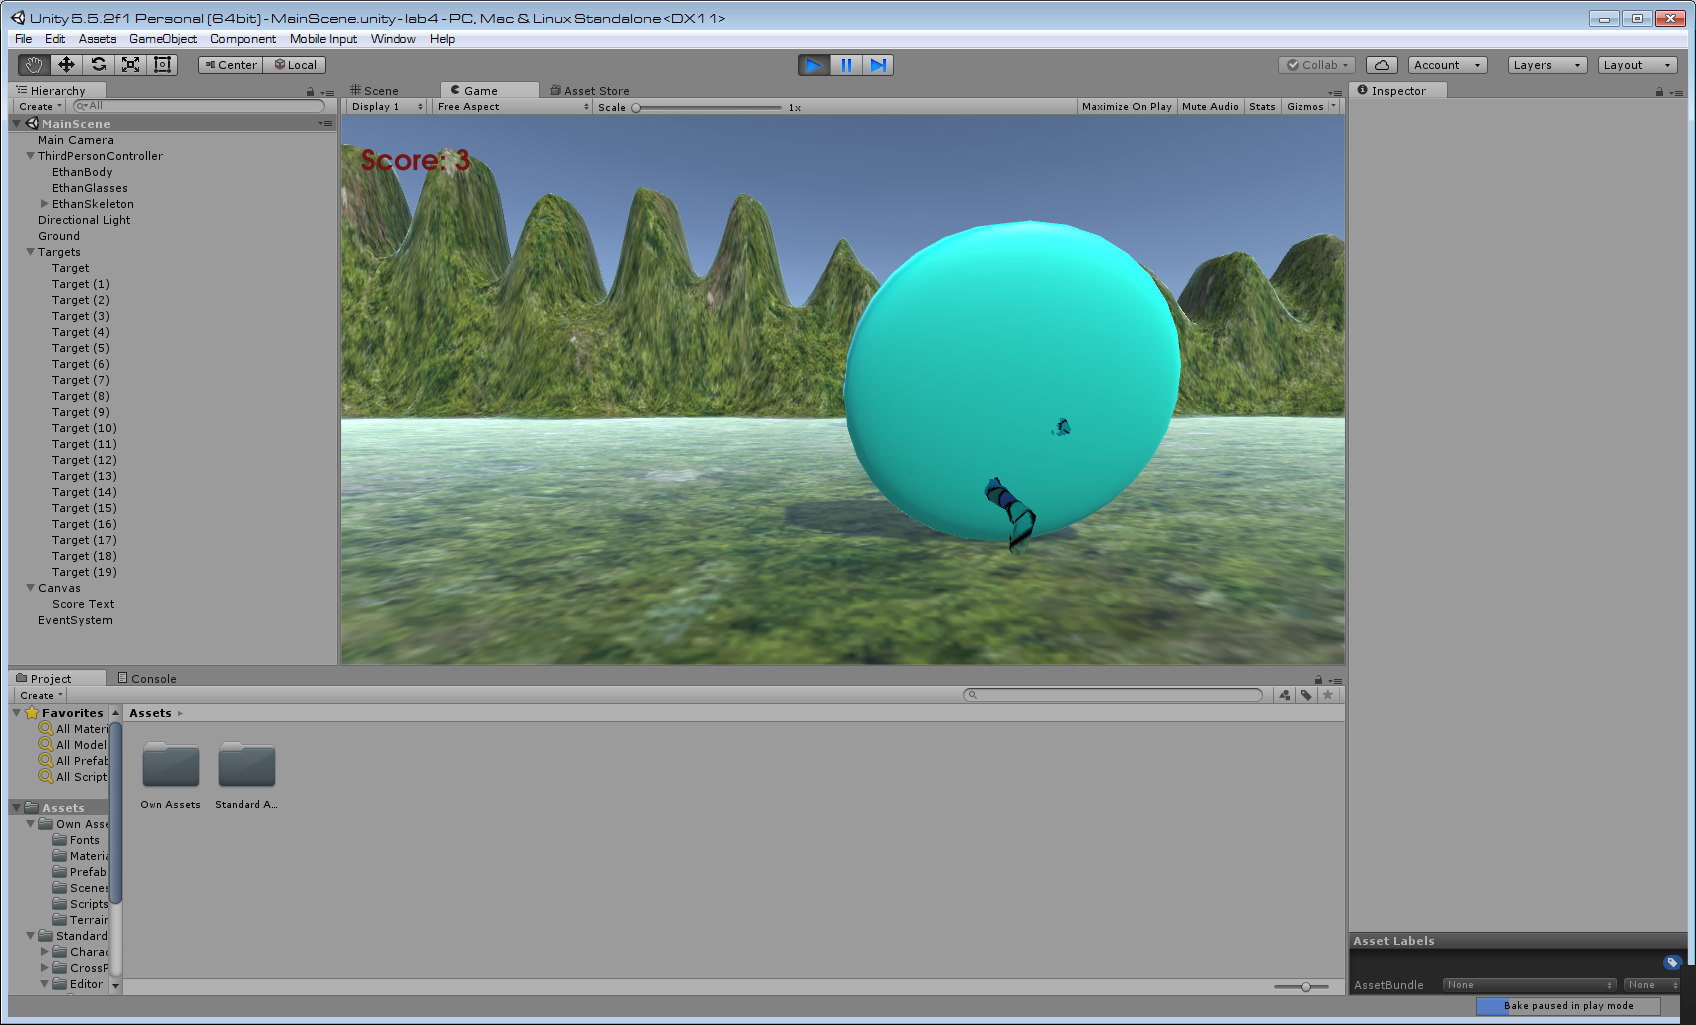 Unity 5.5.2f1 Personal (64bit) - MainScene.unity - lab4 - PC, Mac & Linux Standalone <DX11>
File Edit Assets GameObject Component Mobile Input Window Help
Center Local Collab Account Layers Layout
Hierarchy
Create All
MainScene
Main Camera
ThirdPersonController
EthanBody
EthanGlasses
EthanSkeleton
Directional Light
Ground
Targets
Target
Target (1)
Target (2)
Target (3)
Target (4)
Target (5)
Target (6)
Target (7)
Target (8)
Target (9)
Target (10)
Target (11)
Target (12)
Target (13)
Target (14)
Target (15)
Target (16)
Target (17)
Target (18)
Target (19)
Canvas
Score Text
EventSystem
Scene Game Asset Store
Display 1 Free Aspect Scale 1x Maximize On Play Mute Audio Stats Gizmos
Score: 3
Inspector
Project Console
Create
Favorites
All Materi
All Model
All Prefab
All Script
Assets
Own Asse
Fonts
Materia
Prefab
Scenes
Scripts
Terrain
Standard
Charac
CrossP
Editor
Assets
Own Assets Standard A...
Asset Labels
AssetBundle None None
Bake paused in play mode